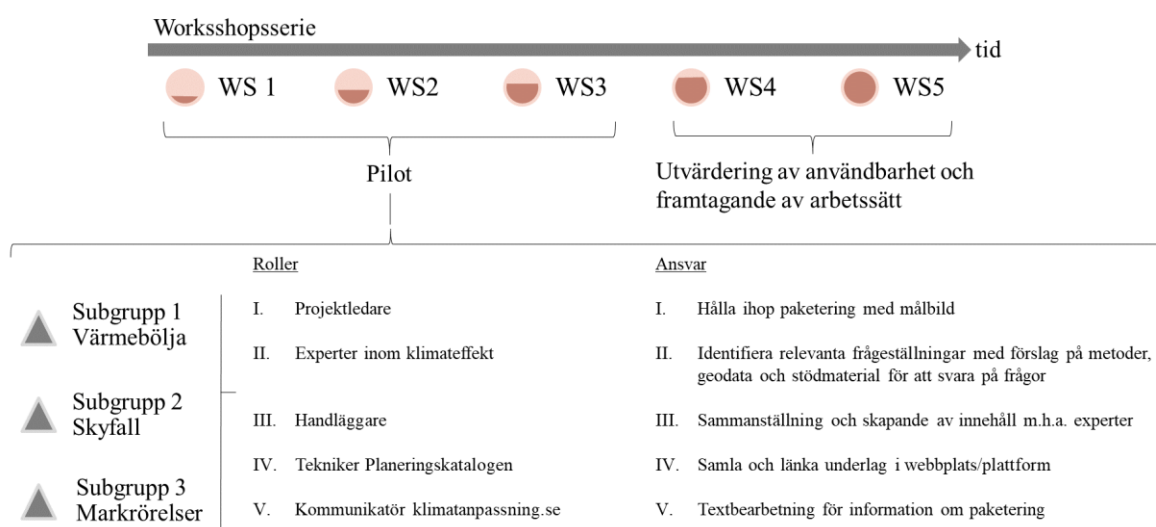 Worksshopsserie
tid
WS 1
WS2
WS3
WS4
WS5
Pilot
Utvärdering av användbarhet och
framtagande av arbetssätt
Subgrupp 1
Värmebölja
Subgrupp 2
Skyfall
Subgrupp 3
Markrörelser
Roller
I. Projektledare
II. Experter inom klimateffekt
III. Handläggare
IV. Tekniker Planeringskatalogen
V. Kommunikatör klimatanpassning.se
Ansvar
I. Hålla ihop paketering med målbild
II. Identifiera relevanta frågeställningar med förslag på metoder,
geodata och stödmaterial för att svara på frågor
III. Sammanställning och skapande av innehåll m.h.a. experter
IV. Samla och länka underlag i webbplats/plattform
V. Textbearbetning för information om paketering